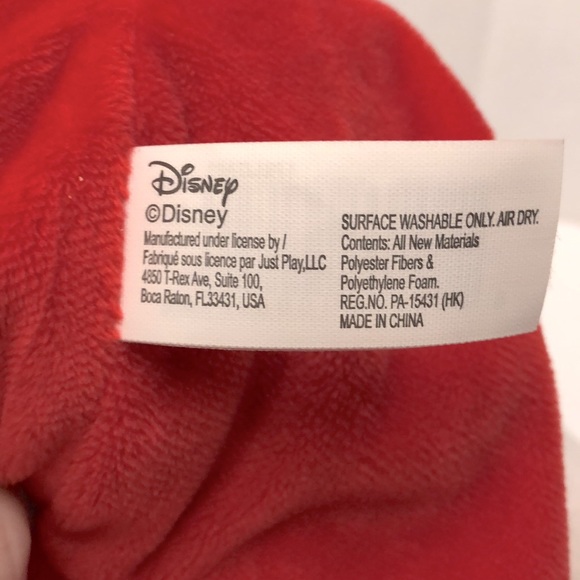 Disney
©Disney
Manufactured under license by /
Fabriqué sous licence par Just Play,LLC
4850 T-Rex Ave, Suite 100,
Boca Raton, FL33431, USA
SURFACE WASHABLE ONLY. AIR DRY.
Contents: All New Materials
Polyester Fibers &
Polyethylene Foam.
REG.NO. PA-15431 (HK)
MADE IN CHINA